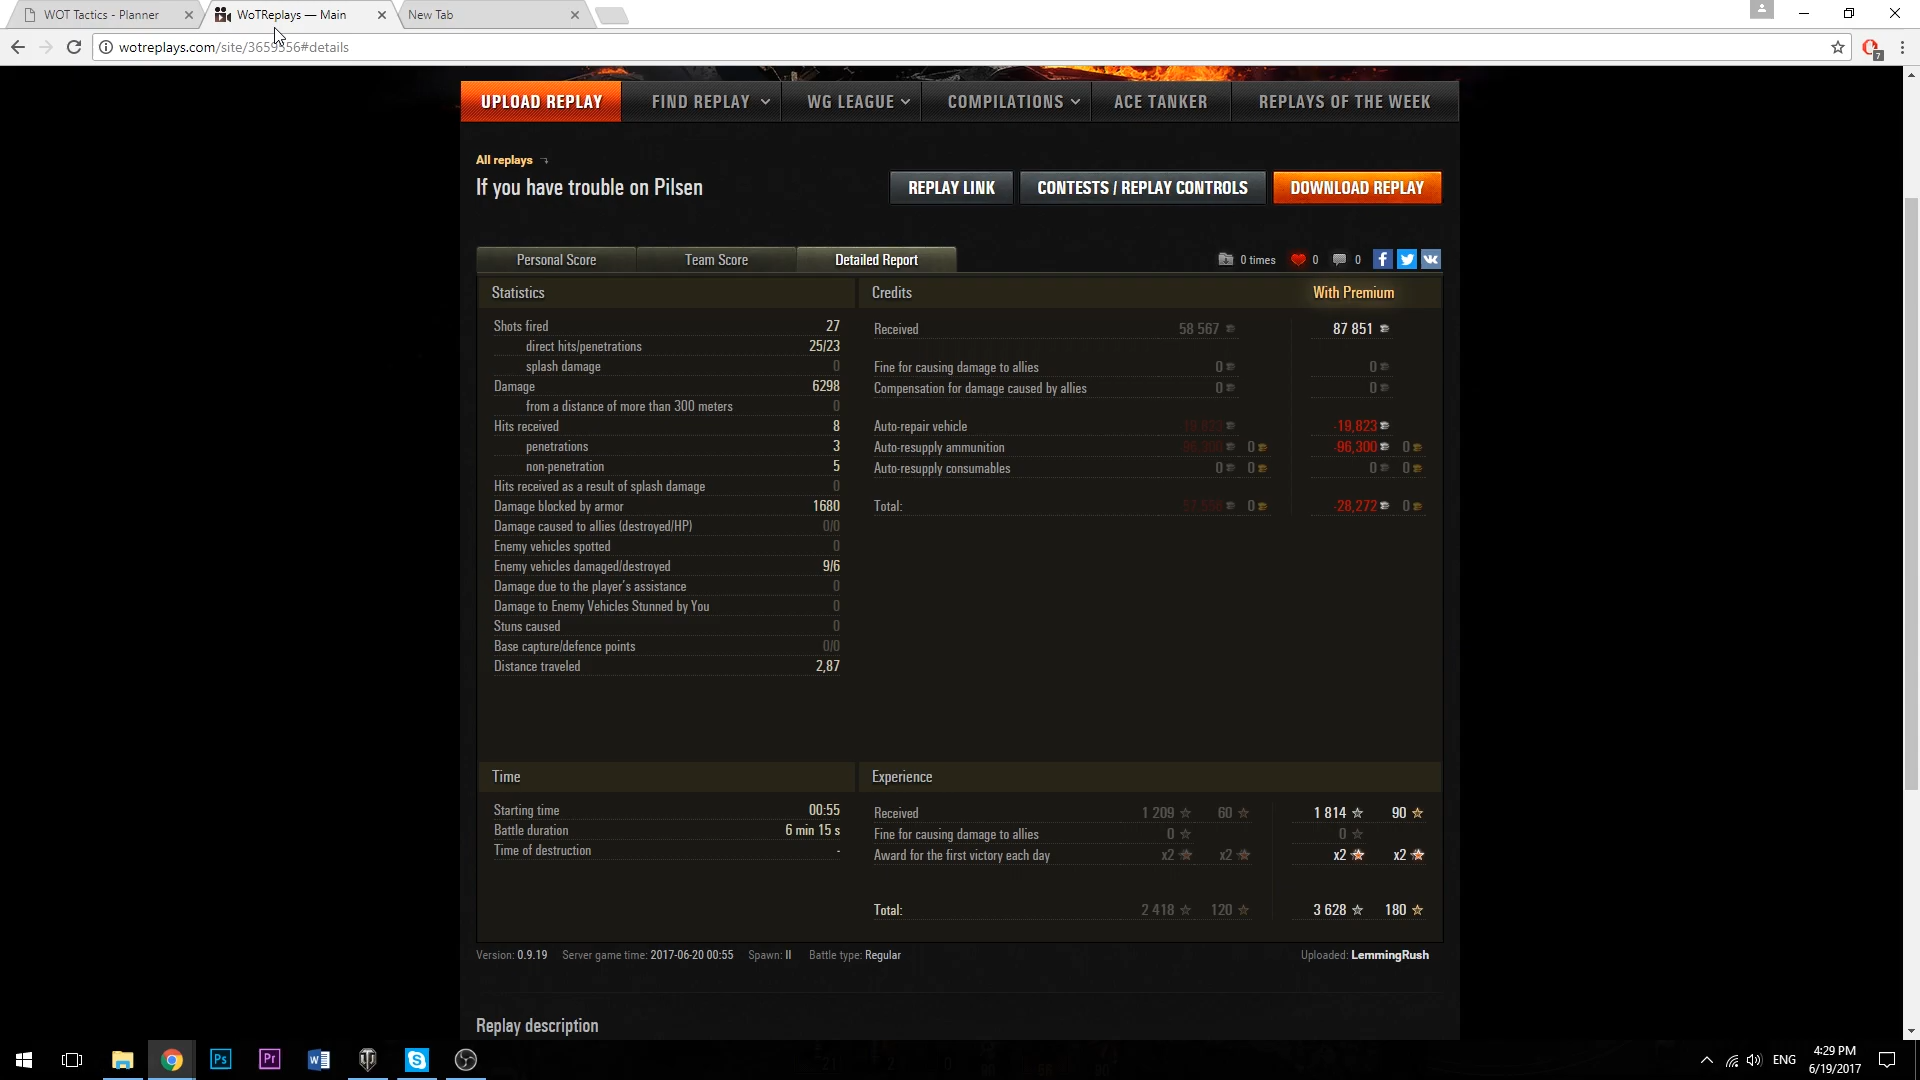 WOT Tactics - Planner
WoTReplays — Main
New Tab
wotreplays.com/site/3659556#details
7
UPLOAD REPLAY
FIND REPLAY
WG LEAGUE
COMPILATIONS
ACE TANKER
REPLAYS OF THE WEEK
All replays
If you have trouble on Pilsen
REPLAY LINK
CONTESTS / REPLAY CONTROLS
DOWNLOAD REPLAY
Personal Score
Team Score
Detailed Report
0 times
0
0
Statistics
Credits
With Premium
Shots fired 27
direct hits/penetrations 25/23
splash damage 0
Damage 6298
from a distance of more than 300 meters 0
Hits received 8
penetrations 3
non-penetration 5
Hits received as a result of splash damage 0
Damage blocked by armor 1680
Damage caused to allies (destroyed/HP) 0/0
Enemy vehicles spotted 0
Enemy vehicles damaged/destroyed 9/6
Damage due to the player's assistance 0
Damage to Enemy Vehicles Stunned by You 0
Stuns caused 0
Base capture/defence points 0/0
Distance traveled 2,87
Received 58 567 87 851
Fine for causing damage to allies 0 0
Compensation for damage caused by allies 0 0
Auto-repair vehicle -19,823
Auto-resupply ammunition 0 -96,300 0
Auto-resupply consumables 0 0 0 0
Total: 0 -28,272 0
Time
Starting time 00:55
Battle duration 6 min 15 s
Time of destruction -
Experience
Received 1 209 60 1 814 90
Fine for causing damage to allies 0 0
Award for the first victory each day x2 x2 x2 x2
Total: 2 418 120 3 628 180
Version: 0.9.19 Server game time: 2017-06-20 00:55 Spawn: II Battle type: Regular
Uploaded: LemmingRush
Replay description
Ps
Pr
ENG
4:29 PM
6/19/2017